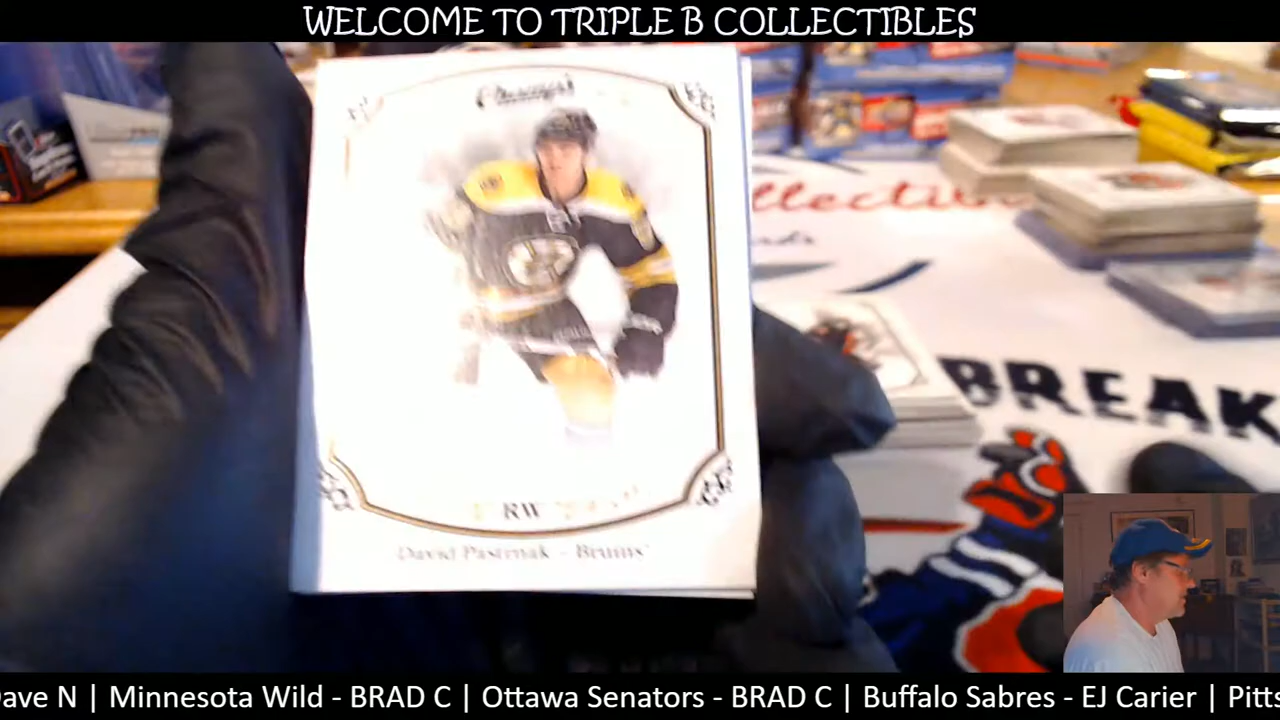 WELCOME TO TRIPLE B COLLECTIBLES
RW
David Pastrnak - Bruins
BREAK
ave N | Minnesota Wild - BRAD C | Ottawa Senators - BRAD C | Buffalo Sabres - EJ Carier | Pitts